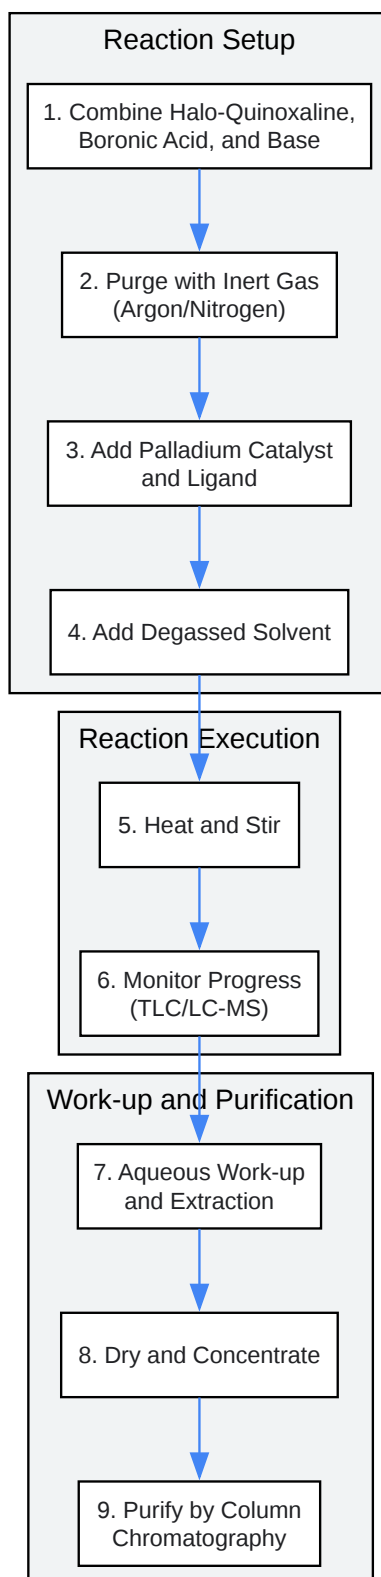 Reaction Setup
1. Combine Halo-Quinoxaline,
Boronic Acid, and Base
2. Purge with Inert Gas
(Argon/Nitrogen)
3. Add Palladium Catalyst
and Ligand
4. Add Degassed Solvent
Reaction Execution
5. Heat and Stir
6. Monitor Progress
(TLC/LC-MS)
Work-up and Purification
7. Aqueous Work-up
and Extraction
8. Dry and Concentrate
9. Purify by Column
Chromatography